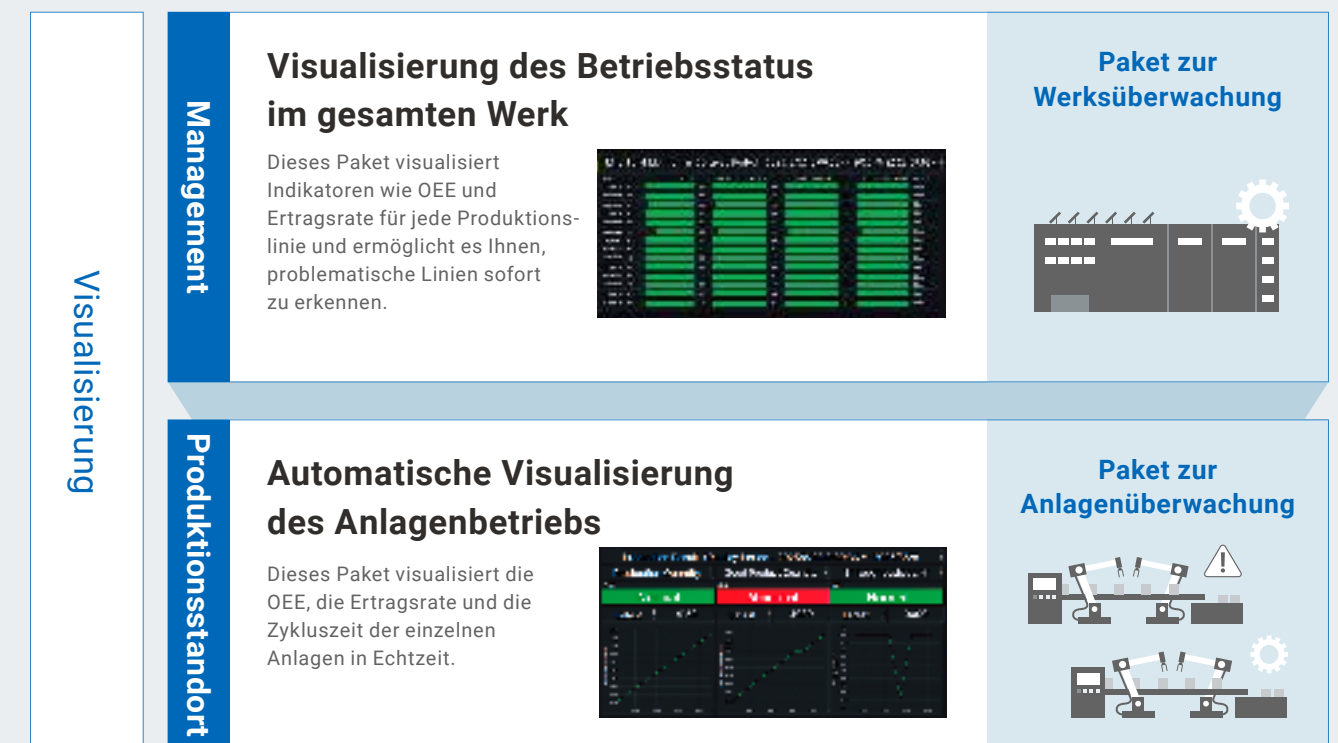 Visualisierung
Management
Visualisierung des Betriebsstatus
im gesamten Werk
Dieses Paket visualisiert
Indikatoren wie OEE und
Ertragsrate für jede Produktions-
linie und ermöglicht es Ihnen,
problematische Linien sofort
zu erkennen.
Paket zur
Werksüberwachung
Produktionsstandort
Automatische Visualisierung
des Anlagenbetriebs
Dieses Paket visualisiert die
OEE, die Ertragsrate und die
Zykluszeit der einzelnen
Anlagen in Echtzeit.
Paket zur
Anlagenüberwachung